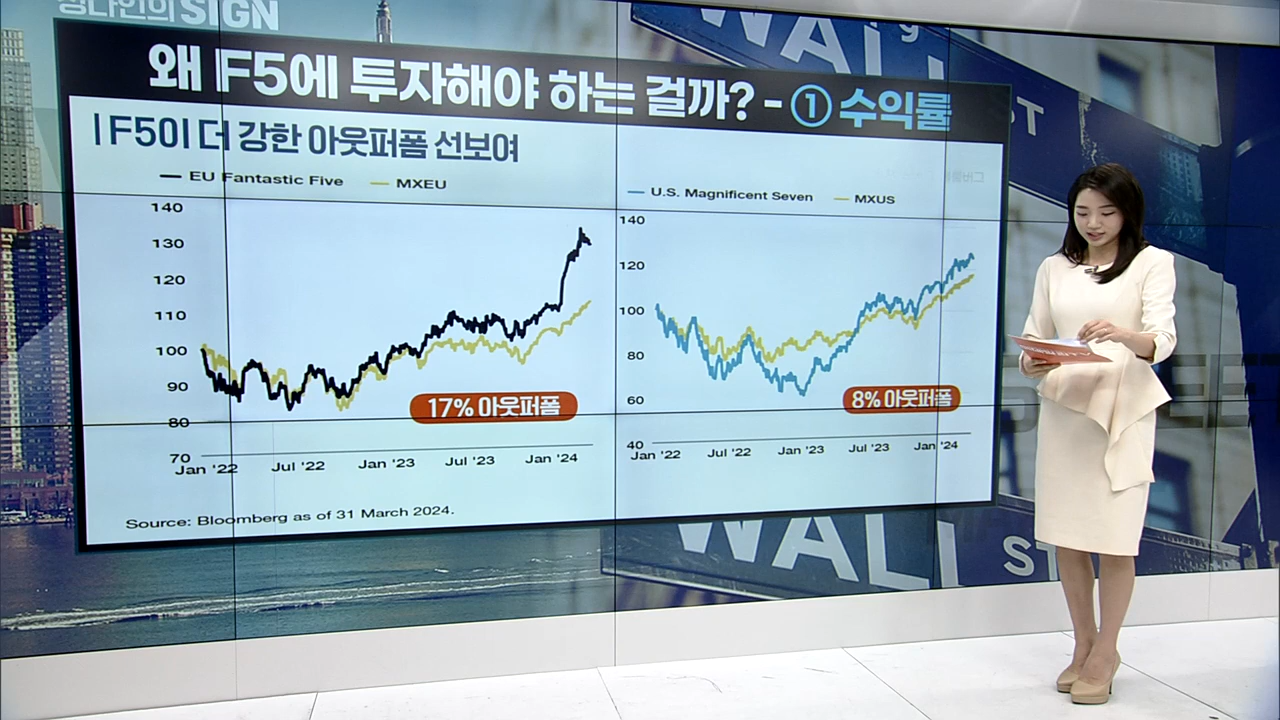 SIGN
왜 F5에 투자해야 하는 걸까? - ① 수익률
F5이 더 강한 아웃퍼폼 선보여
EU Fantastic Five
MXEU
140
130
120
110
100
90
80
70
Jan '22
Jul '22
Jan '23
Jul '23
Jan '24
17% 아웃퍼폼
U.S. Magnificent Seven
MXUS
140
120
100
80
60
40
Jan '22
Jul '22
Jan '23
Jul '23
Jan '24
8% 아웃퍼폼
Source: Bloomberg as of 31 March 2024.
WALL
ST
WALL ST